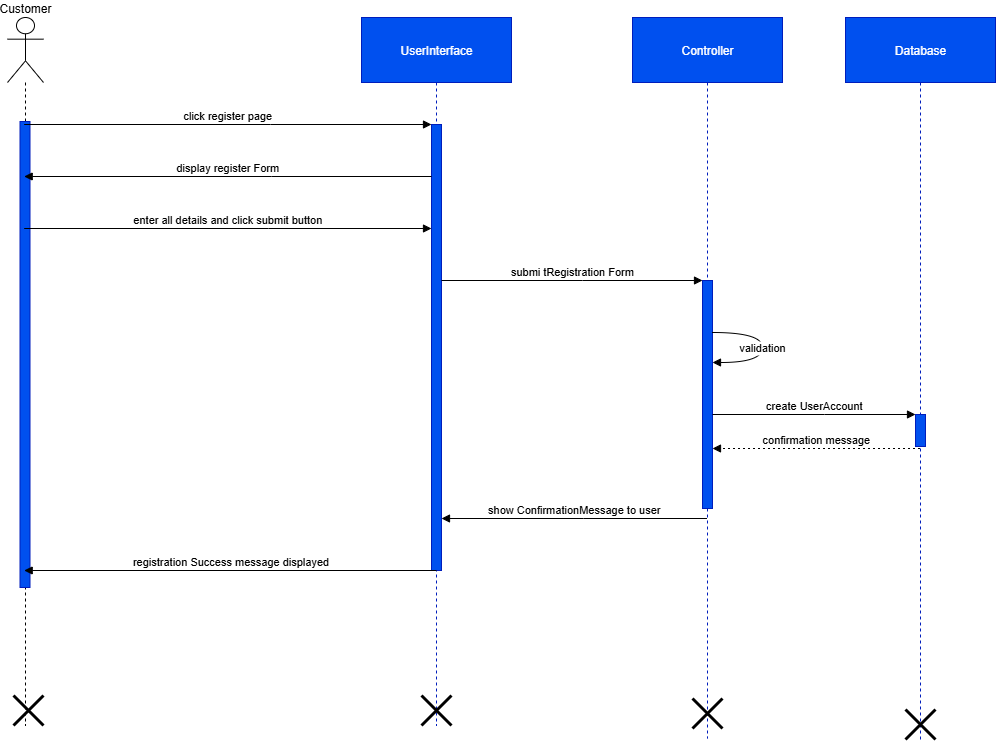 Customer
UserInterface
Controller
Database
click register page
display register Form
enter all details and click submit button
submi tRegistration Form
validation
create UserAccount
confirmation message
show ConfirmationMessage to user
registration Success message displayed